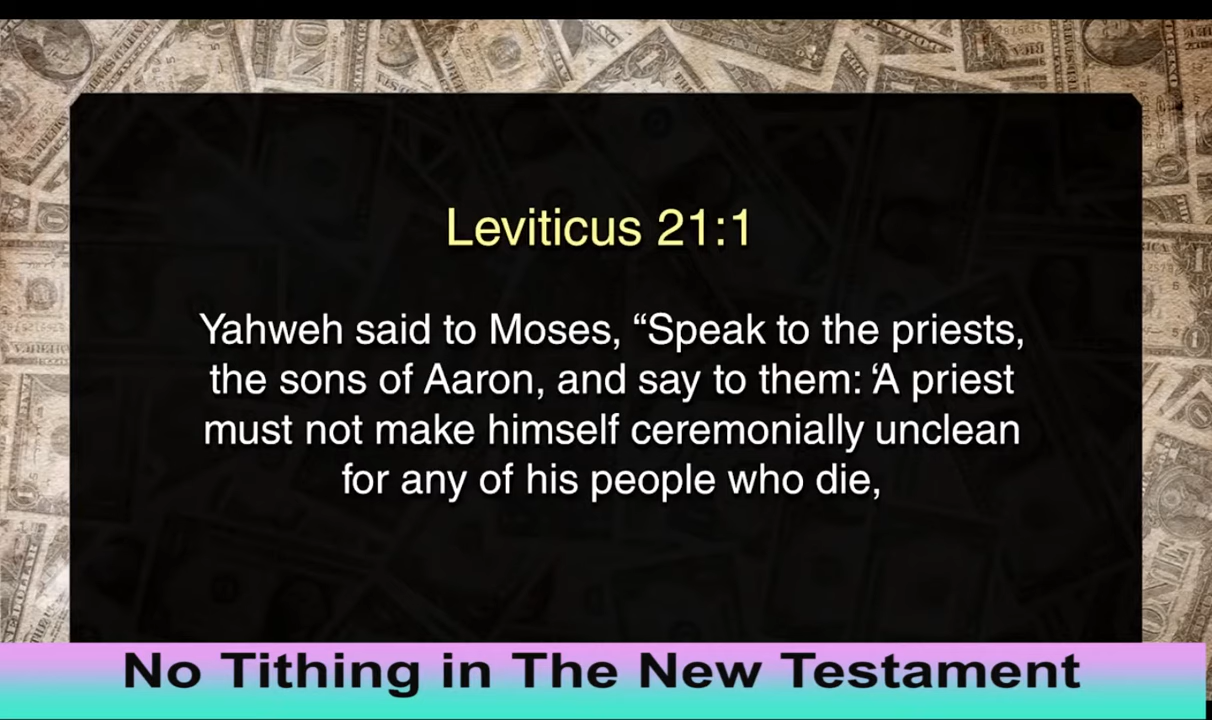 Leviticus 21:1
Yahweh said to Moses, “Speak to the priests,
the sons of Aaron, and say to them: ‘A priest
must not make himself ceremonially unclean
for any of his people who die,
No Tithing in The New Testament